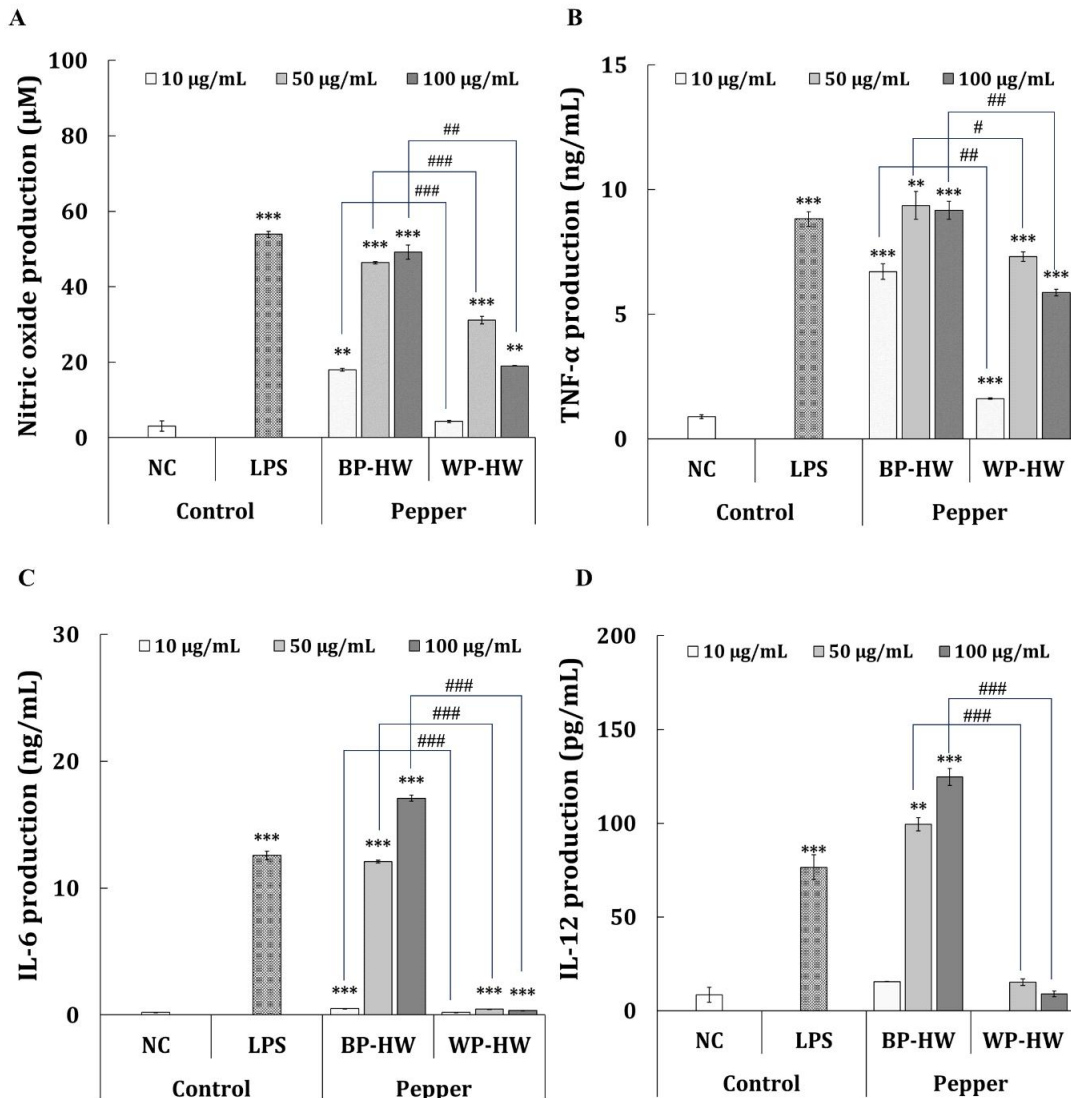 A
Nitric oxide production (µM)
100
80
60
40
20
0
10 µg/mL 50 µg/mL 100 µg/mL
##
###
###
***
**
***
***
***
**
NC LPS BP-HW WP-HW
Control Pepper
B
TNF-α production (ng/mL)
15
10
5
0
10 µg/mL 50 µg/mL 100 µg/mL
##
#
##
***
***
**
***
***
***
***
NC LPS BP-HW WP-HW
Control Pepper
C
IL-6 production (ng/mL)
30
20
10
0
10 µg/mL 50 µg/mL 100 µg/mL
###
###
###
***
***
***
***
***
***
NC LPS BP-HW WP-HW
Control Pepper
D
IL-12 production (pg/mL)
200
150
100
50
0
10 µg/mL 50 µg/mL 100 µg/mL
###
###
***
**
***
NC LPS BP-HW WP-HW
Control Pepper